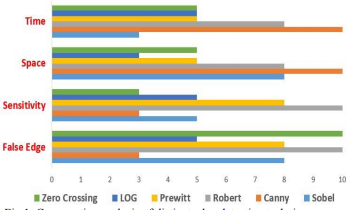 Time
Space
Sensitivity
False Edge
0 1 2 3 4 5 6 7 8 9 10
Zero Crossing LOG Prewitt Robert Canny Sobel